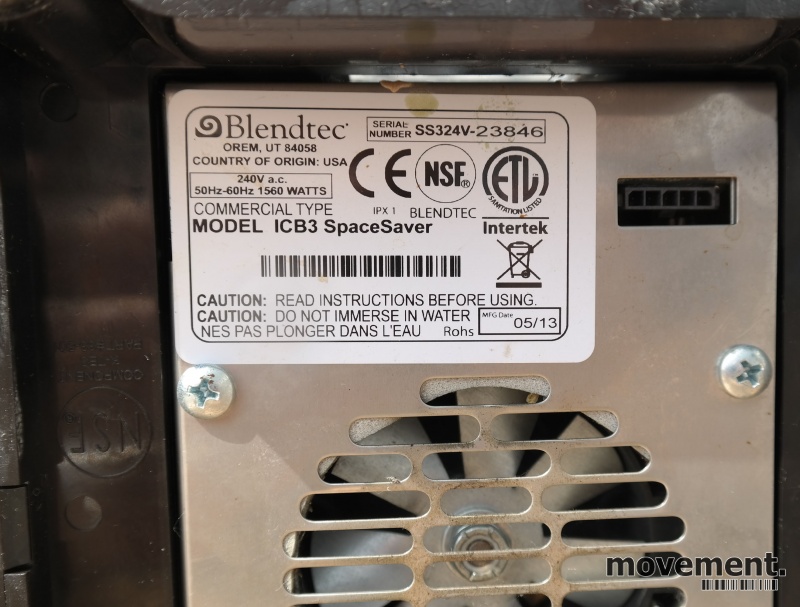 Blendtec
OREM, UT 84058
COUNTRY OF ORIGIN: USA
SERIAL NUMBER SS324V-23846
240V a.c.
50Hz-60Hz 1560 WATTS
CE
NSF®
ETL
SANITATION LISTED
Intertek
COMMERCIAL TYPE
IPX 1
BLENDTEC
MODEL ICB3 SpaceSaver
CAUTION: READ INSTRUCTIONS BEFORE USING.
CAUTION: DO NOT IMMERSE IN WATER
NES PAS PLONGER DANS L'EAU
Rohs
MFG Date 05/13
NSF
COMPONENT
movement.